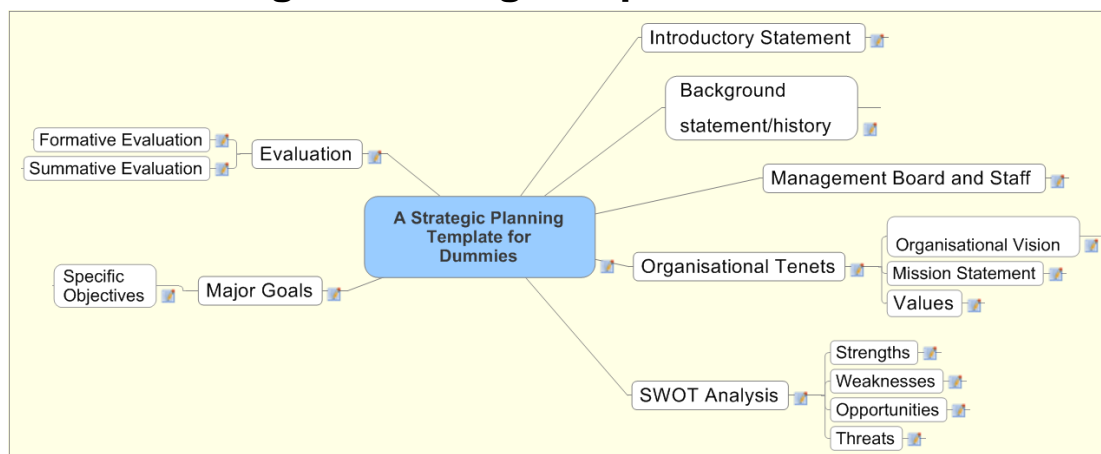 Introductory Statement
Background
statement/history
Management Board and Staff
A Strategic Planning
Template for
Dummies
Organisational Tenets
Organisational Vision
Mission Statement
Values
SWOT Analysis
Strengths
Weaknesses
Opportunities
Threats
Major Goals
Specific
Objectives
Evaluation
Formative Evaluation
Summative Evaluation